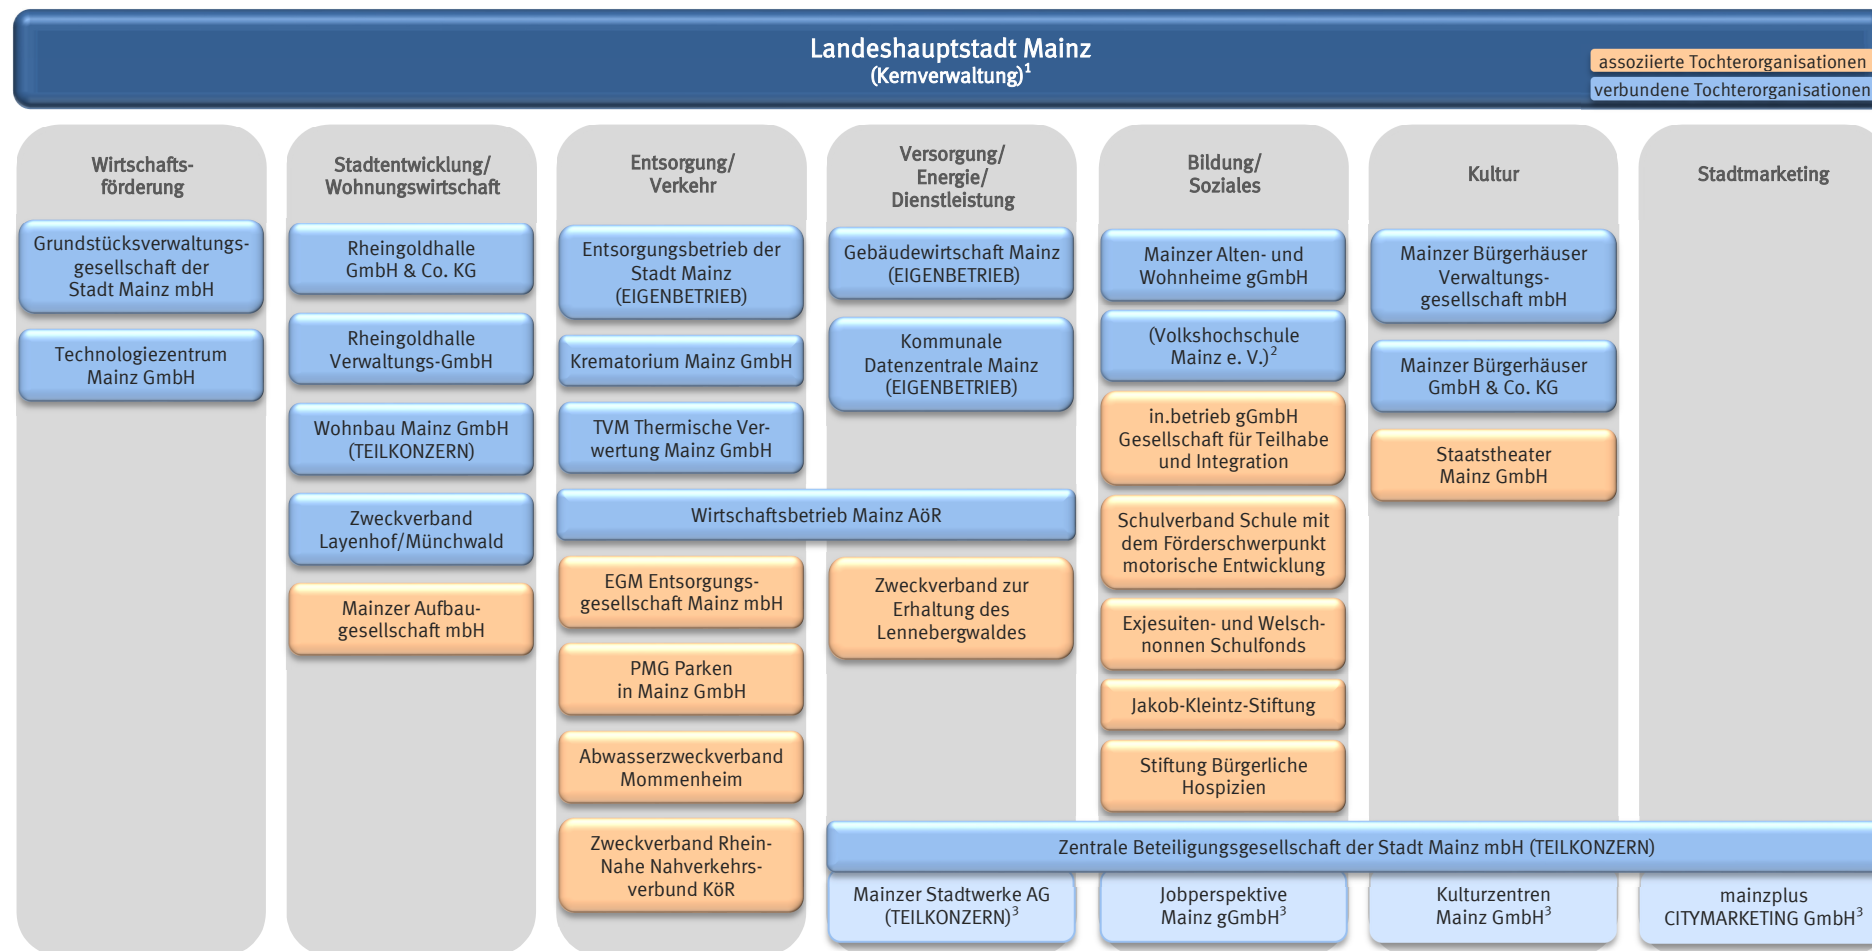 Landeshauptstadt Mainz
(Kernverwaltung)¹
assoziierte Tochterorganisationen
verbundene Tochterorganisationen
Wirtschafts-
förderung
Grundstücksverwaltungs-
gesellschaft der
Stadt Mainz mbH
Technologiezentrum
Mainz GmbH
Stadtentwicklung/
Wohnungswirtschaft
Rheingoldhalle
GmbH & Co. KG
Rheingoldhalle
Verwaltungs-GmbH
Wohnbau Mainz GmbH
(TEILKONZERN)
Zweckverband
Layenhof/Münchwald
Mainzer Aufbau-
gesellschaft mbH
Entsorgung/
Verkehr
Entsorgungsbetrieb der
Stadt Mainz
(EIGENBETRIEB)
Krematorium Mainz GmbH
TVM Thermische Ver-
wertung Mainz GmbH
Wirtschaftsbetrieb Mainz AöR
EGM Entsorgungs-
gesellschaft Mainz mbH
PMG Parken
in Mainz GmbH
Abwasserzweckverband
Mommenheim
Zweckverband Rhein-
Nahe Nahverkehrs-
verbund KöR
Versorgung/
Energie/
Dienstleistung
Gebäudewirtschaft Mainz
(EIGENBETRIEB)
Kommunale
Datenzentrale Mainz
(EIGENBETRIEB)
Zweckverband zur
Erhaltung des
Lennebergwaldes
Bildung/
Soziales
Mainzer Alten- und
Wohnheime gGmbH
(Volkshochschule
Mainz e. V.)²
in.betrieb gGmbH
Gesellschaft für Teilhabe
und Integration
Schulverband Schule mit
dem Förderschwerpunkt
motorische Entwicklung
Exjesuiten- und Welsch-
nonnen Schulfonds
Jakob-Kleintz-Stiftung
Stiftung Bürgerliche
Hospizien
Kultur
Mainzer Bürgerhäuser
Verwaltungs-
gesellschaft mbH
Mainzer Bürgerhäuser
GmbH & Co. KG
Staatstheater
Mainz GmbH
Stadtmarketing
Zentrale Beteiligungsgesellschaft der Stadt Mainz mbH (TEILKONZERN)
Mainzer Stadtwerke AG
(TEILKONZERN)³
Jobperspektive
Mainz gGmbH³
Kulturzentren
Mainz GmbH³
mainzplus
CITYMARKETING GmbH³